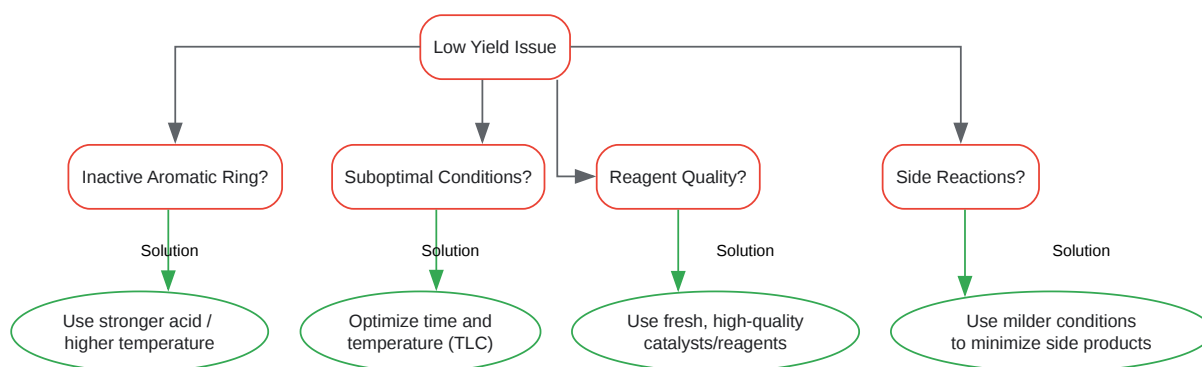 Low Yield Issue
Inactive Aromatic Ring?
Suboptimal Conditions?
Reagent Quality?
Side Reactions?
Solution
Solution
Solution
Solution
Use stronger acid /
higher temperature
Optimize time and
temperature (TLC)
Use fresh, high-quality
catalysts/reagents
Use milder conditions
to minimize side products